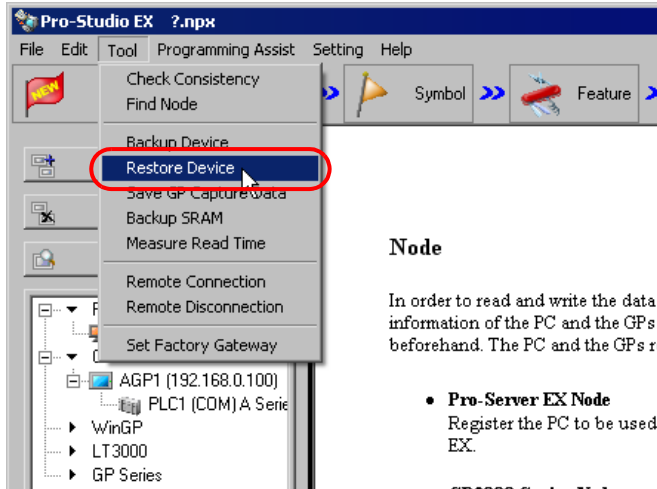 Pro-Studio EX ?.npx
File Edit Tool Programming Assist Setting Help
NEW
Symbol Feature
Check Consistency
Find Node
Backup Device
Restore Device
Save GP Capture Data
Backup SRAM
Measure Read Time
Remote Connection
Remote Disconnection
Set Factory Gateway
AGP1 (192.168.0.100)
PLC1 (COM) A Serie
WinGP
LT3000
GP Series
Node
In order to read and write the data
information of the PC and the GPs
beforehand. The PC and the GPs r
• Pro-Server EX Node
Register the PC to be used
EX.